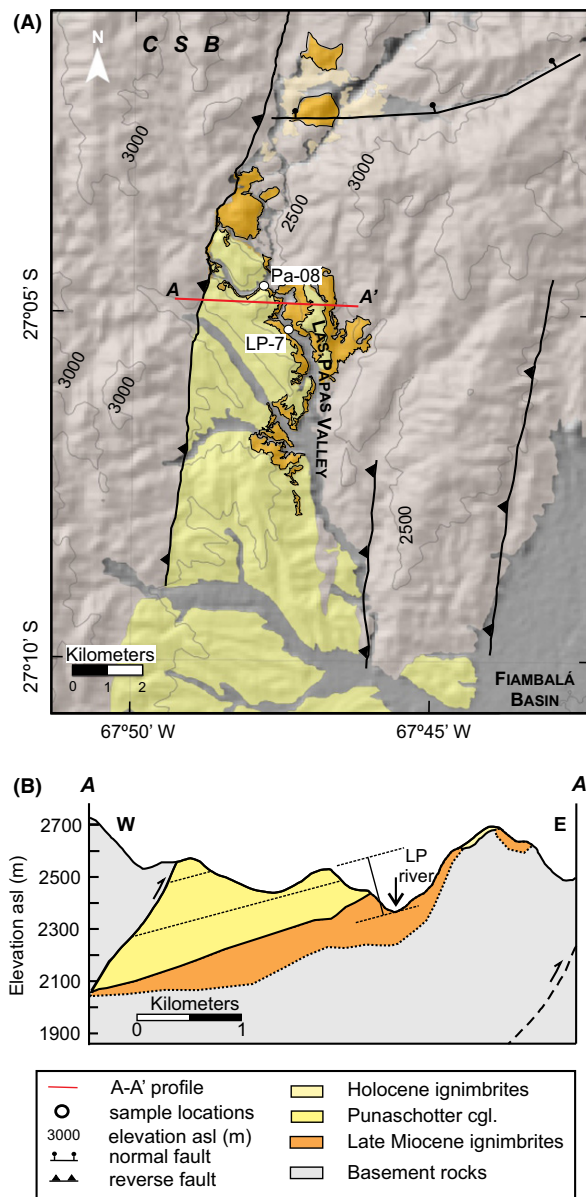 (A)
N
C S B
3000
3000
2500
A
A'
Pa-08
LP-7
27°05' S
3000
3000
LAS PAPAS VALLEY
2500
27°10' S
Kilometers
0 1 2
FIAMBALÁ
BASIN
67°50' W
67°45' W
(B)
A
A
W
E
2700
2500
2300
2100
1900
Elevation asl (m)
LP
river
Kilometers
0 1
A-A' profile
sample locations
3000 elevation asl (m)
normal fault
reverse fault
Holocene ignimbrites
Punaschotter cgl.
Late Miocene ignimbrites
Basement rocks